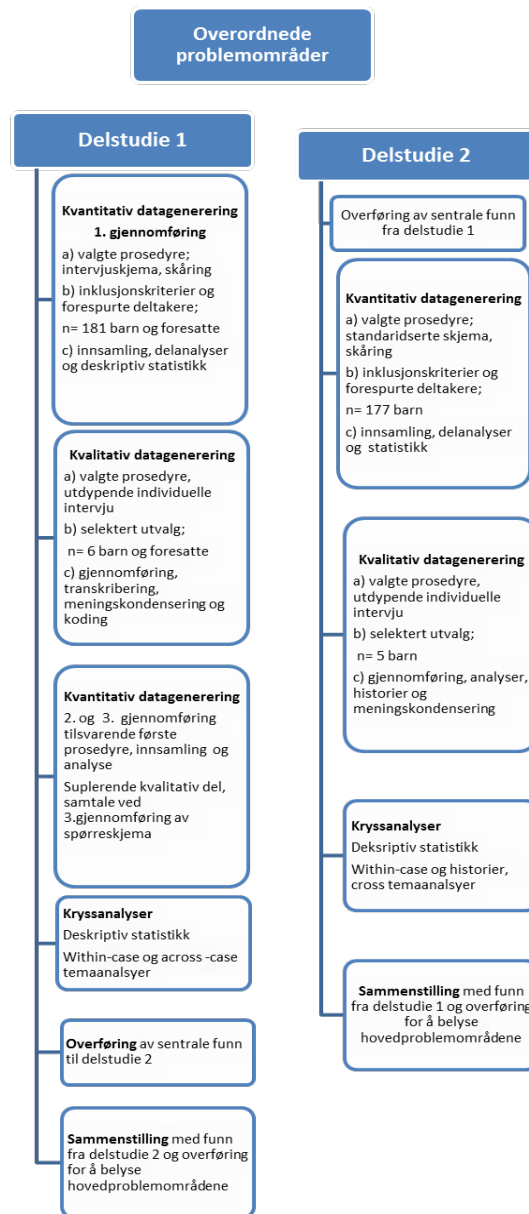 Overordnede
problemområder
Delstudie 1
Kvantitativ datagenerering
1. gjennomføring
a) valgte prosedyre;
intervjuskjema, skåring
b) inklusjonskriterier og
forespurte deltakere;
n= 181 barn og foresatte
c) innsamling, delanalyser
og deskriptiv statistikk
Kvalitativ datagenerering
a) valgte prosedyre,
utdypende individuelle
intervju
b) selektert utvalg;
n= 6 barn og foresatte
c) gjennomføring,
transkribering,
meningskondensering og
koding
Kvantitativ datagenerering
2. og 3. gjennomføring
tilsvarende første
prosedyre, innsamling og
analyse
Suplerende kvalitativ del,
samtale ved
3.gjennomføring av
spørreskjema
Kryssanalyser
Deskriptiv statistikk
Within-case og across -case
temaanalsyer
Overføring av sentrale funn
til delstudie 2
Sammenstilling med funn
fra delstudie 2 og overføring
for å belyse
hovedproblemområdene
Delstudie 2
Overføring av sentrale funn
fra delstudie 1
Kvantitativ datagenerering
a) valgte prosedyre;
standaridserte skjema,
skåring
b) inklusjonskriterier og
forespurte deltakere;
n= 177 barn
c) innsamling, delanalyser
og statistikk
Kvalitativ datagenerering
a) valgte prosedyre,
utdypende individuelle
intervju
b) selektert utvalg;
n= 5 barn
c) gjennomføring, analyser,
historier og
meningskondensering
Kryssanalyser
Deksriptiv statistikk
Within-case og historier,
cross temaanalsyer
Sammenstilling med funn
fra delstudie 1 og overføring
for å belyse
hovedproblemområdene